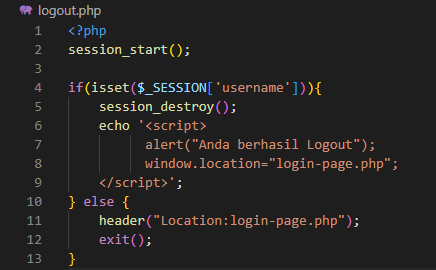 logout.php
1 <?php
2 session_start();
3
4 if(isset($_SESSION['username'])){
5     session_destroy();
6     echo '<script>
7           alert("Anda berhasil Logout");
8           window.location="login-page.php";
9     </script>';
10 } else {
11     header("Location:login-page.php");
12     exit();
13 }